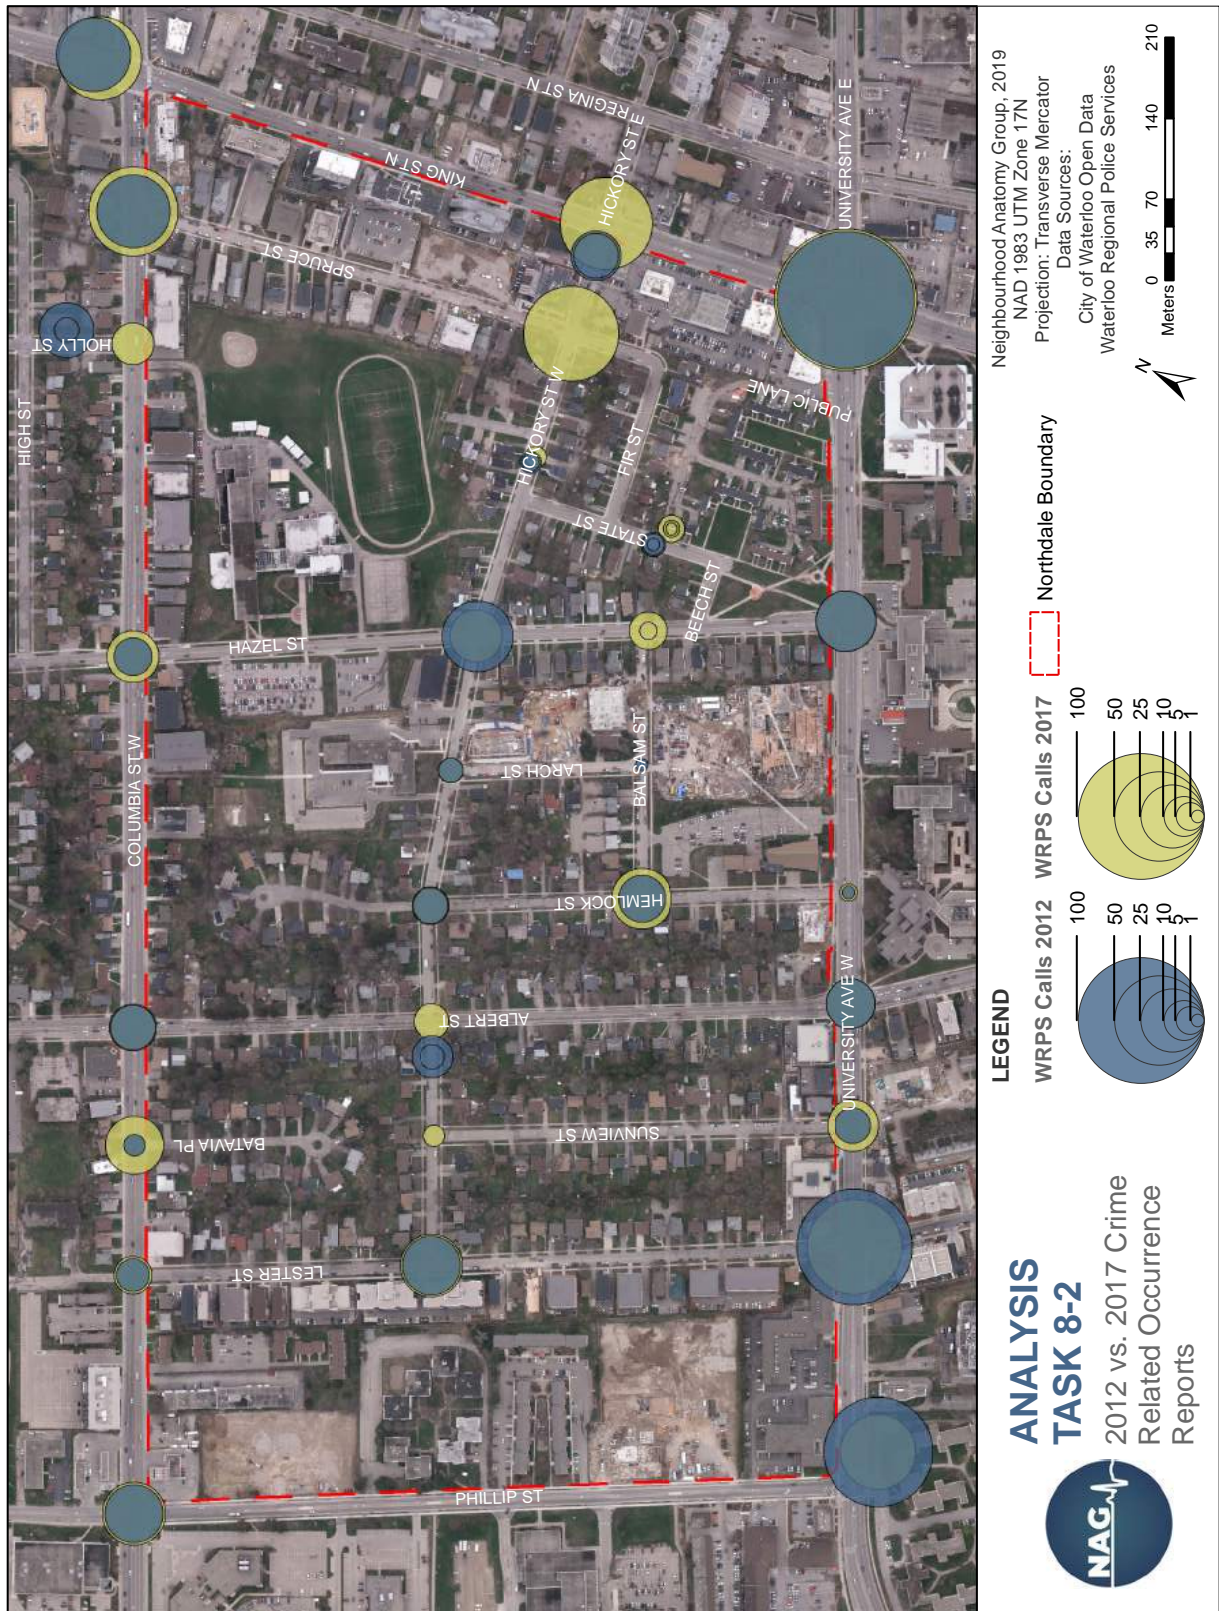 HIGH ST
HOLLY ST
COLUMBIA ST W
KING ST N
REGINA ST N
SPRUCE ST
HICKORY ST E
UNIVERSITY AVE E
HICKORY ST W
FIR ST
PUBLIC LANE
STATE ST
BEECH ST
HAZEL ST
LARCH ST
BALSAM ST
HEMLOCK ST
ALBERT ST
UNIVERSITY AVE W
BATAVIA PL
SUNVIEW ST
LESTER ST
PHILLIP ST
NAG
ANALYSIS
TASK 8-2
2012 vs. 2017 Crime
Related Occurrence
Reports
LEGEND
WRPS Calls 2012
100
50
25
10
5
1
WRPS Calls 2017
100
50
25
10
5
1
Northdale Boundary
N
Neighbourhood Anatomy Group, 2019
NAD 1983 UTM Zone 17N
Projection: Transverse Mercator
Data Sources:
City of Waterloo Open Data
Waterloo Regional Police Services
0 35 70 140 210
Meters